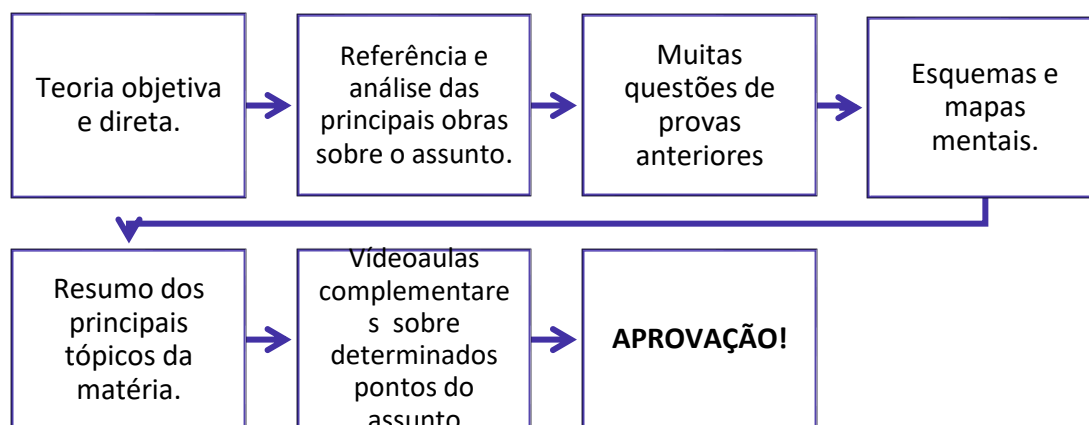 Teoria objetiva
e direta.
Referência e
análise das
principais obras
sobre o assunto.
Muitas
questões de
provas
anteriores
Esquemas e
mapas
mentais.
Resumo dos
principais
tópicos da
matéria.
Vídeoaulas
complementare
s sobre
determinados
pontos do
assunto
APROVAÇÃO!